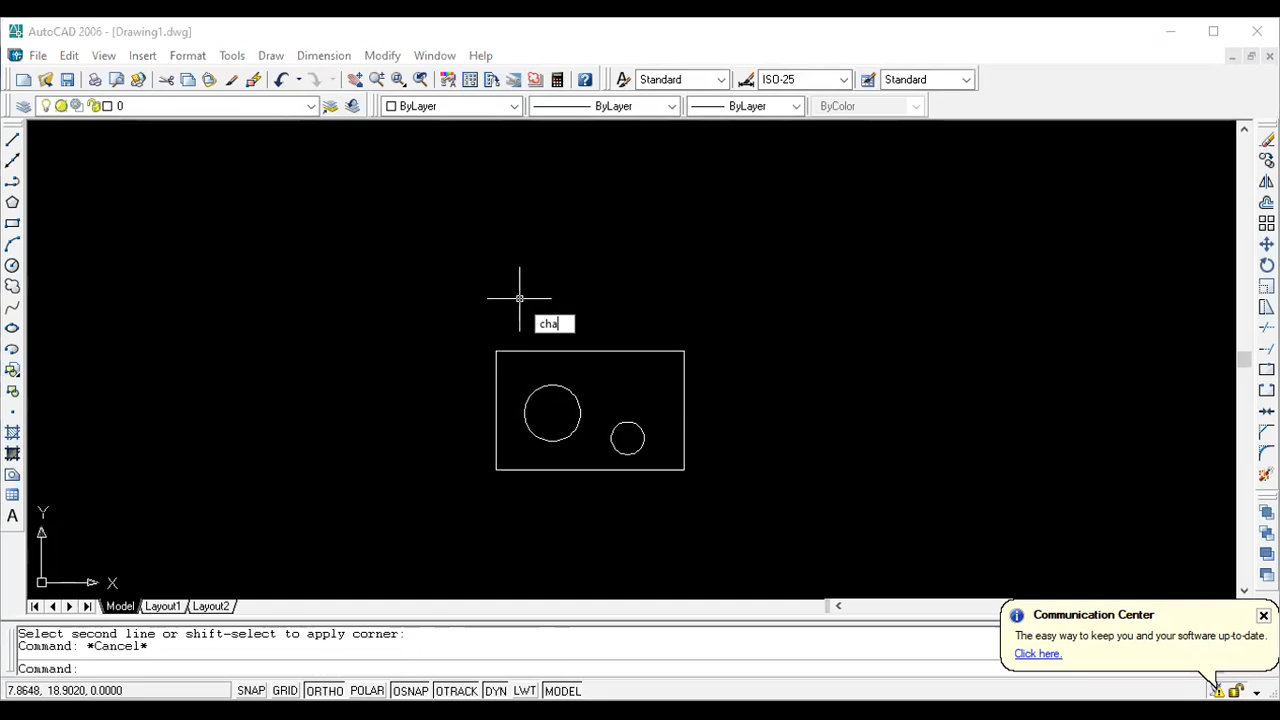 AutoCAD 2006 - [Drawing1.dwg]
File Edit View Insert Format Tools Draw Dimension Modify Window Help
Standard ISO-25 Standard
0 ByLayer ByLayer ByLayer ByColor
cha
Y
X
Model Layout1 Layout2
Communication Center
The easy way to keep you and your software up-to-date.
Click here.
Select second line or shift-select to apply corner:
Command: *Cancel*
Command:
7.8648, 18.9020, 0.0000 SNAP GRID ORTHO POLAR OSNAP OTRACK DYN LWT MODEL